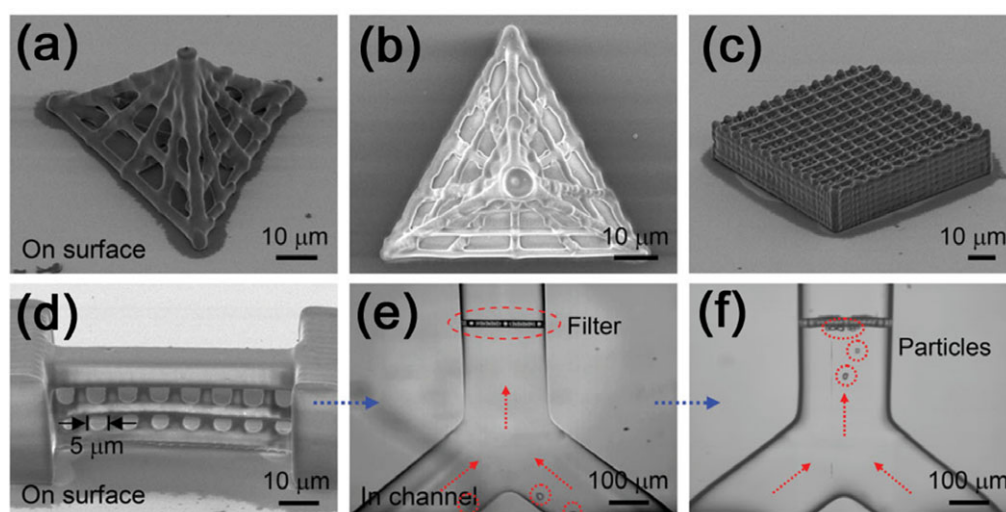 (a)
On surface
10 μm
(b)
10 μm
(c)
10 μm
(d)
5 μm
On surface
10 μm
(e)
Filter
In channel
100 μm
(f)
Particles
100 μm